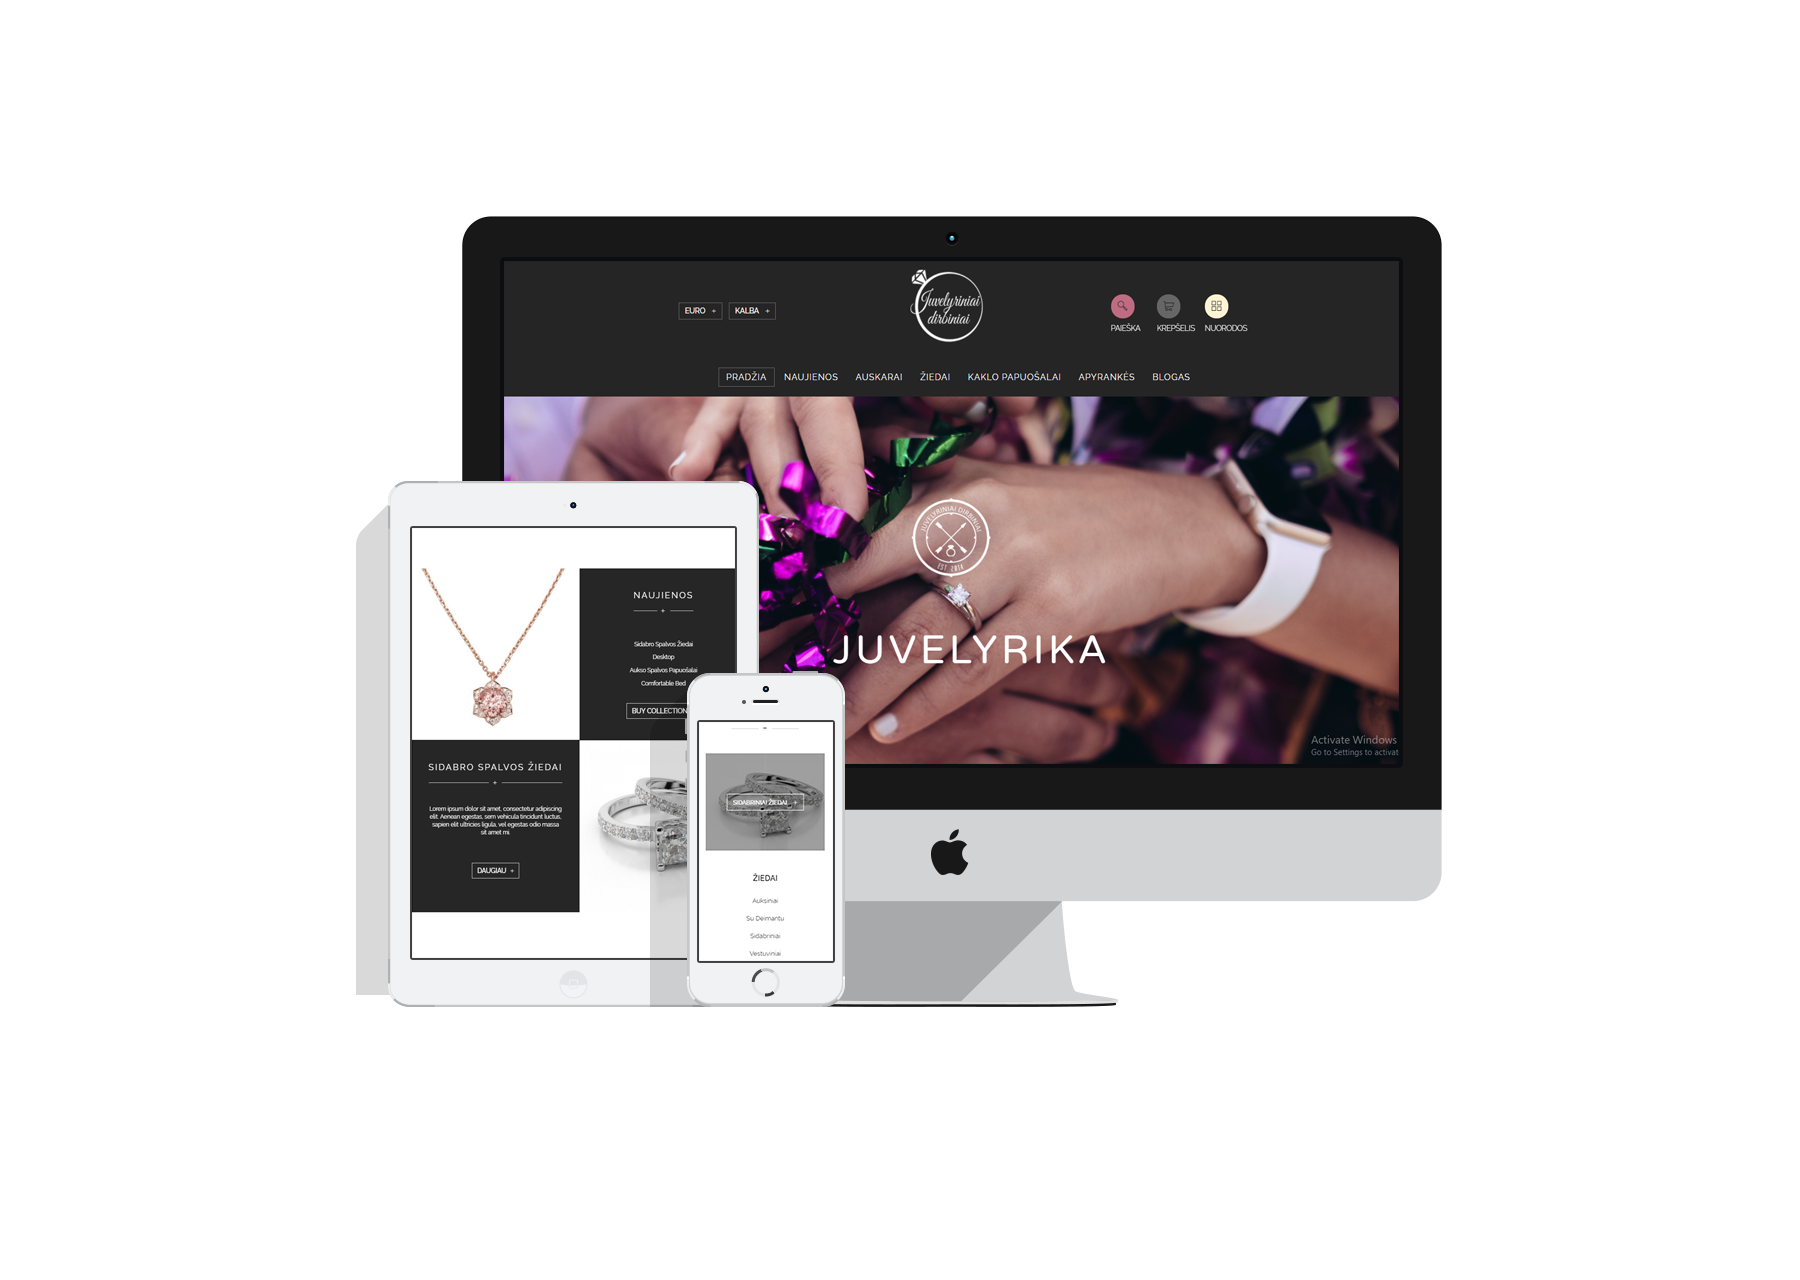 Juvelyriniai
dirbiniai
EURO +
KALBA +
PAIEŠKA
KREPŠELIS
NUORODOS
PRADŽIA
NAUJIENOS
AUSKARAI
ŽIEDAI
KAKLO PAPUOŠALAI
APYRANKĖS
BLOGAS
JUVELYRINIAI DIRBINIAI
EST. 2018
JUVELYRIKA
Activate Windows
Go to Settings to activat
NAUJIENOS
Sidabro Spalvos Žiedai
Desktop
Aukso Spalvos Papuošalai
Comfortable Bed
BUY COLLECTION
SIDABRO SPALVOS ŽIEDAI
Lorem ipsum dolor sit amet, consectetur adipiscing
elit. Aenean egestas, sem vehicula tincidunt luctus,
sapien elit ultricies ligula, vel egestas odio massa
sit amet mi.
DAUGIAU +
SIDABRINIAI ŽIEDAI +
ŽIEDAI
Auksiniai
Su Deimantu
Sidabriniai
Vestuviniai